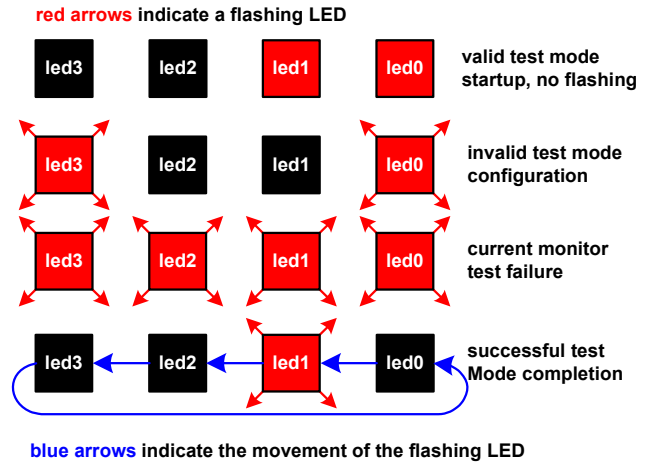 red arrows indicate a flashing LED
led3 led2 led1 led0
valid test mode
startup, no flashing
led3 led2 led1 led0
invalid test mode
configuration
led3 led2 led1 led0
current monitor
test failure
led3 led2 led1 led0
successful test
Mode completion
blue arrows indicate the movement of the flashing LED